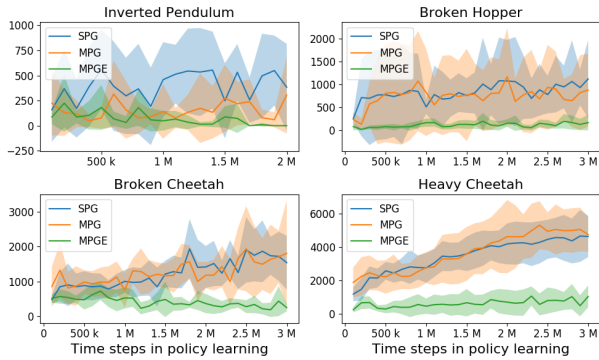 Inverted Pendulum
1000
750
500
250
0
−250
SPG
MPG
MPGE
500 k
1 M
1.5 M
2 M
Broken Hopper
2000
1500
1000
500
0
SPG
MPG
MPGE
500 k
1 M
1.5 M
2 M
2.5 M
3 M
Broken Cheetah
3000
2000
1000
0
SPG
MPG
MPGE
500 k
1 M
1.5 M
2 M
2.5 M
3 M
Time steps in policy learning
Heavy Cheetah
6000
4000
2000
0
SPG
MPG
MPGE
500 k
1 M
1.5 M
2 M
2.5 M
3 M
Time steps in policy learning